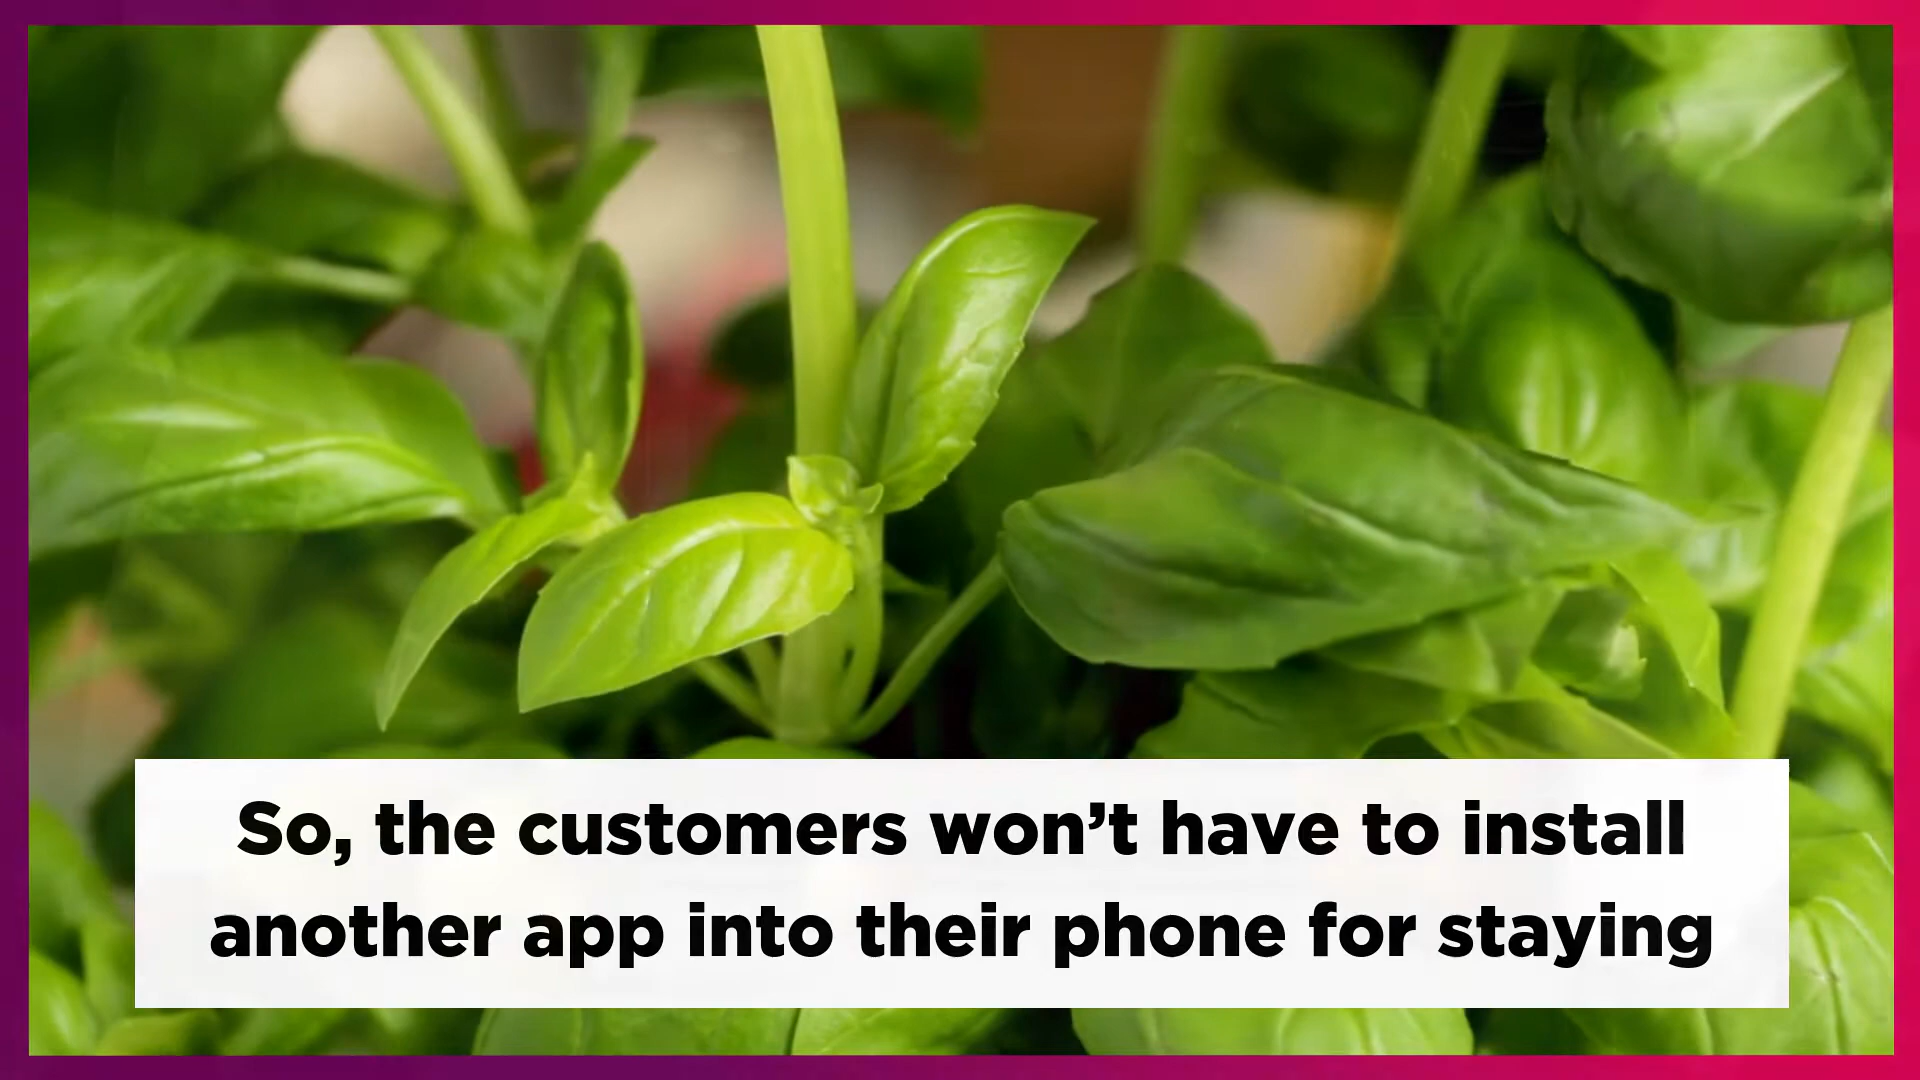 So, the customers won’t have to install
another app into their phone for staying